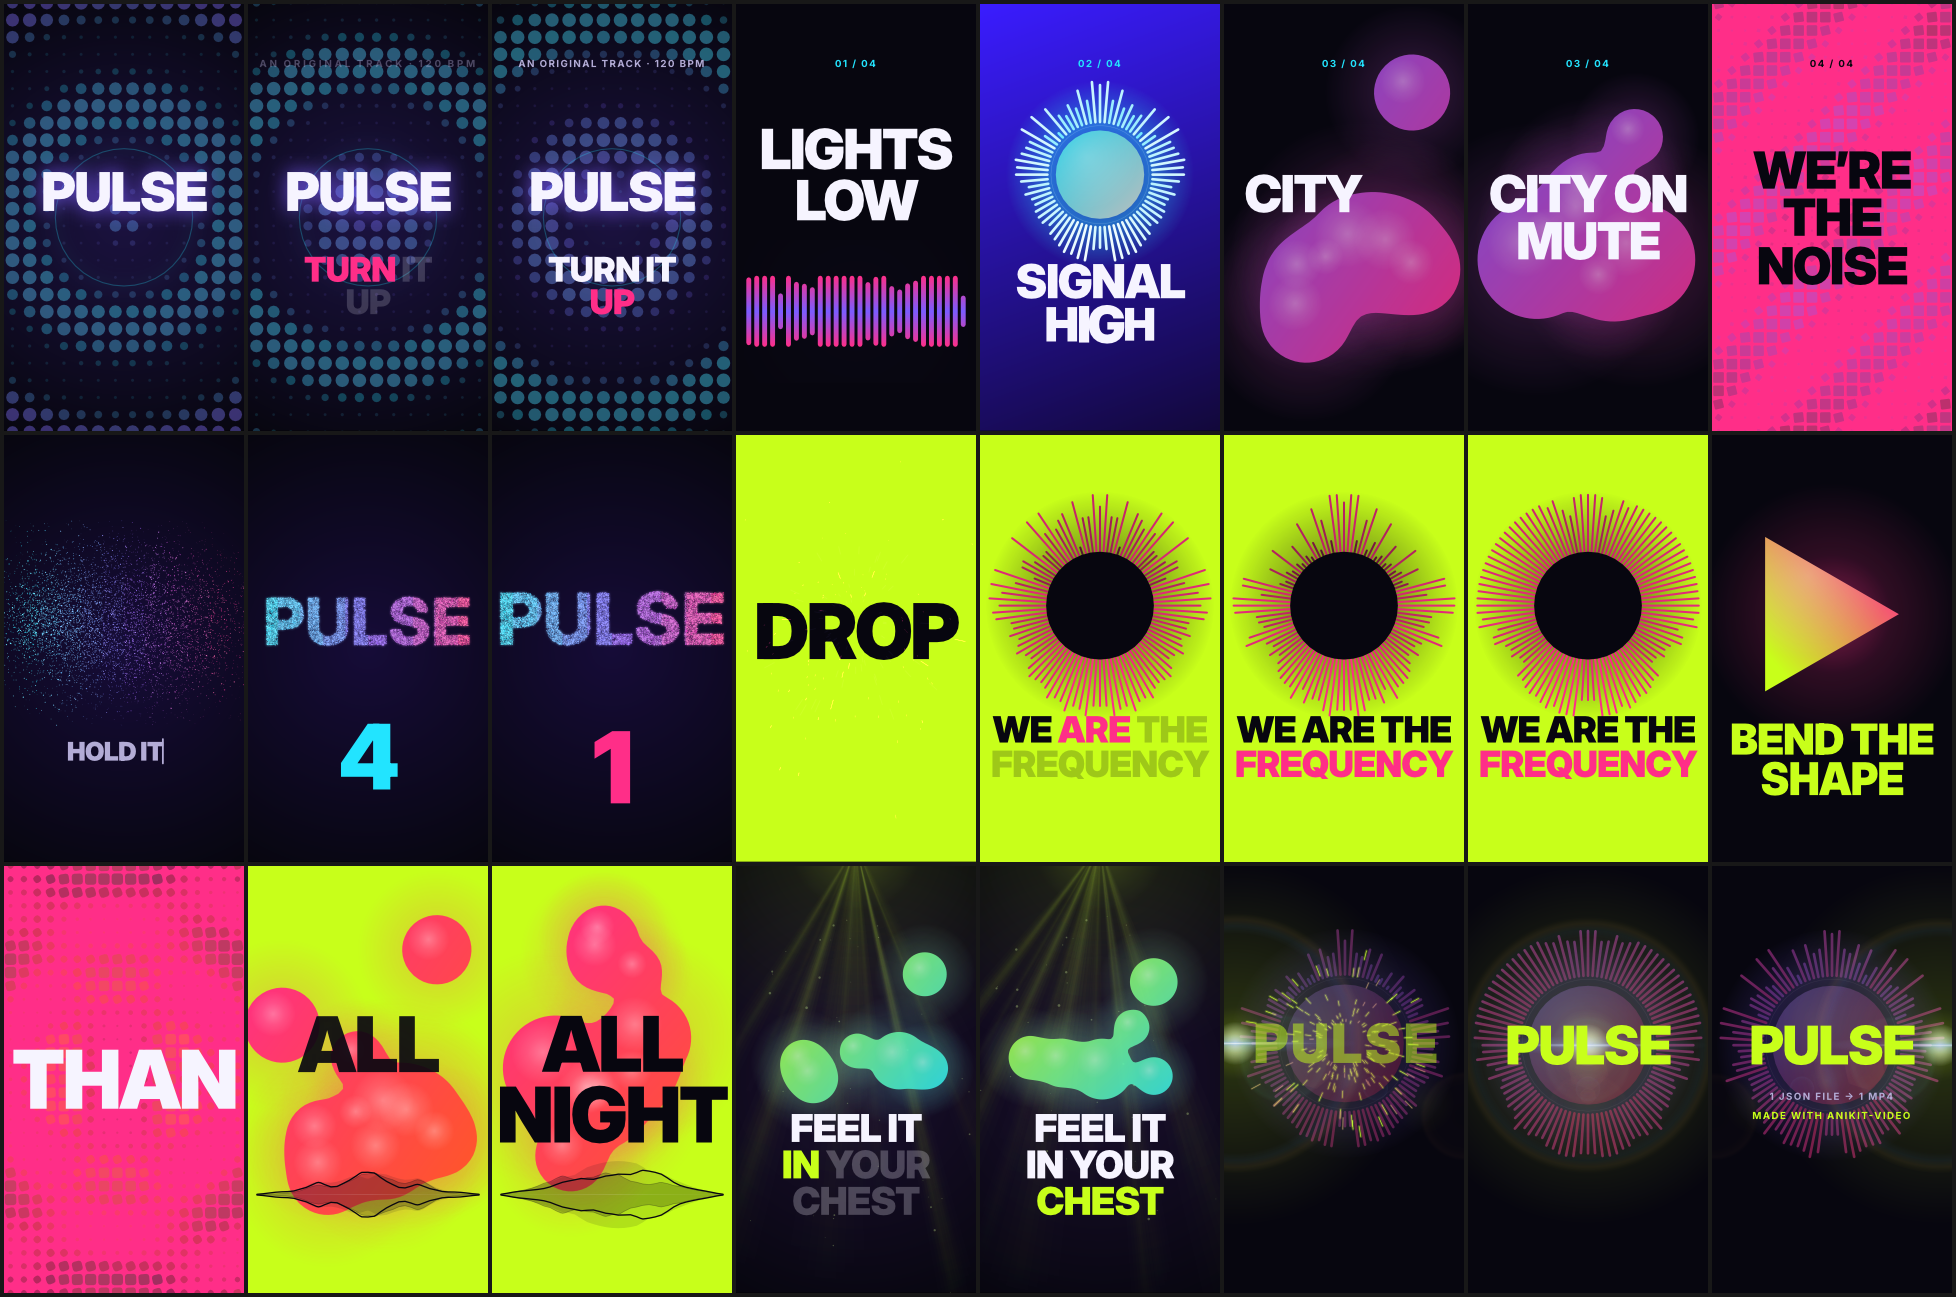 PULSE
AN ORIGINAL TRACK · 120 BPM
PULSE
TURN IT
UP
AN ORIGINAL TRACK · 120 BPM
PULSE
TURN IT
UP
01 / 04
LIGHTS
LOW
02 / 04
SIGNAL
HIGH
03 / 04
CITY
03 / 04
CITY ON
MUTE
04 / 04
WE'RE
THE
NOISE
HOLD IT
PULSE
4
PULSE
1
DROP
WE ARE THE
FREQUENCY
WE ARE THE
FREQUENCY
WE ARE THE
FREQUENCY
BEND THE
SHAPE
THAN
ALL
ALL
NIGHT
FEEL IT
IN YOUR
CHEST
FEEL IT
IN YOUR
CHEST
PULSE
PULSE
PULSE
1 JSON FILE → 1 MP4
MADE WITH ANIKIT-VIDEO